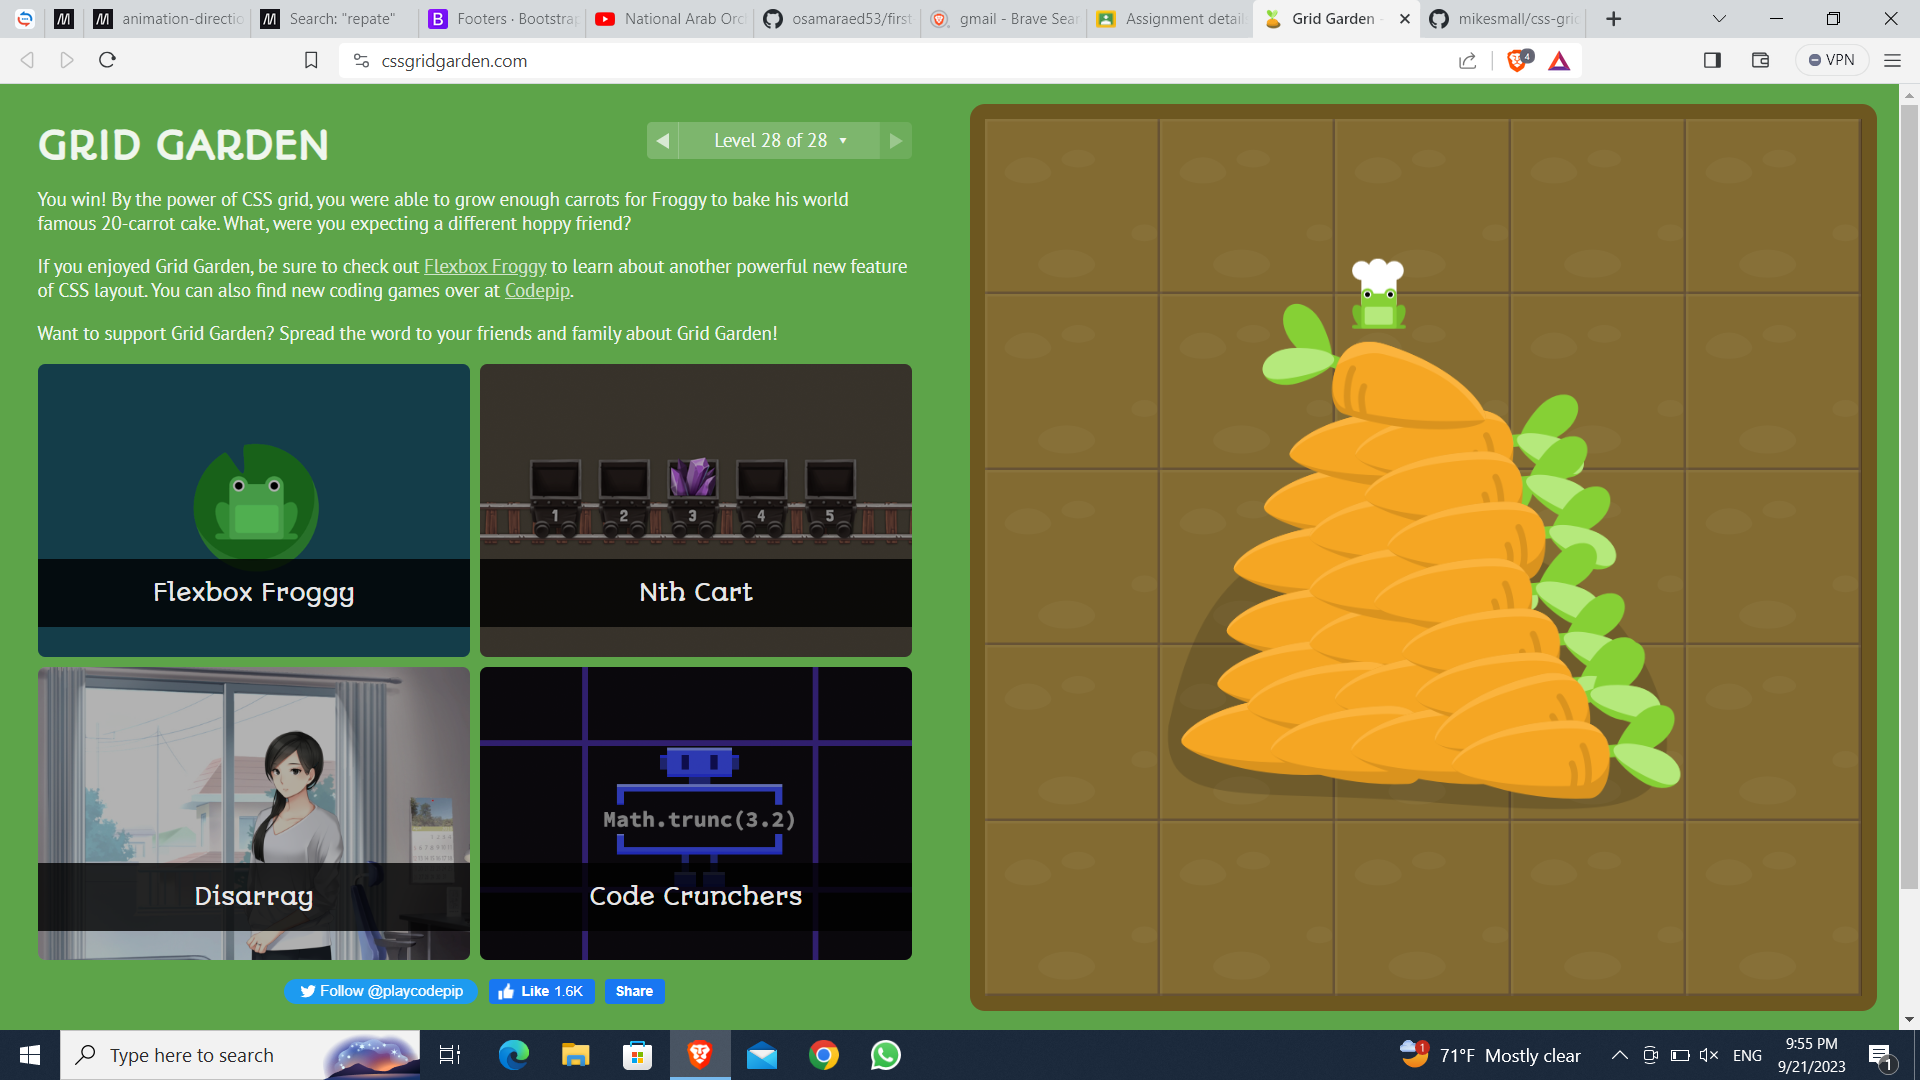 animation-directio
Search: "repate"
Footers · Bootstrap
National Arab Orc
osamaraed53/first
gmail - Brave Sear
Assignment details
Grid Garden -
mikesmall/css-grid
cssgridgarden.com
4
VPN
GRID GARDEN
Level 28 of 28
You win! By the power of CSS grid, you were able to grow enough carrots for Froggy to bake his world
famous 20-carrot cake. What, were you expecting a different hoppy friend?
If you enjoyed Grid Garden, be sure to check out Flexbox Froggy to learn about another powerful new feature
of CSS layout. You can also find new coding games over at Codepip.
Want to support Grid Garden? Spread the word to your friends and family about Grid Garden!
1 2 3 4 5
Flexbox Froggy
Nth Cart
Math.trunc(3.2)
Disarray
Code Crunchers
Follow @playcodepip
Like 1.6K
Share
Type here to search
1
71°F Mostly clear
ENG
9:55 PM
9/21/2023
1